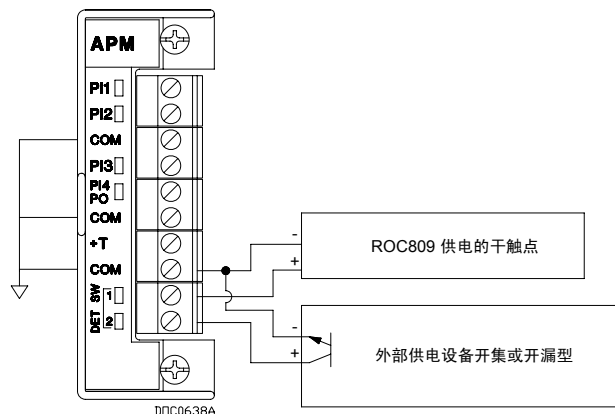 APM
PI1
PI2
COM
PI3
PI4
PO
COM
+T
COM
SW 1
DET 2
-
+
ROC809 供电的干触点
-
+
外部供电设备开集或开漏型
DOC0638A